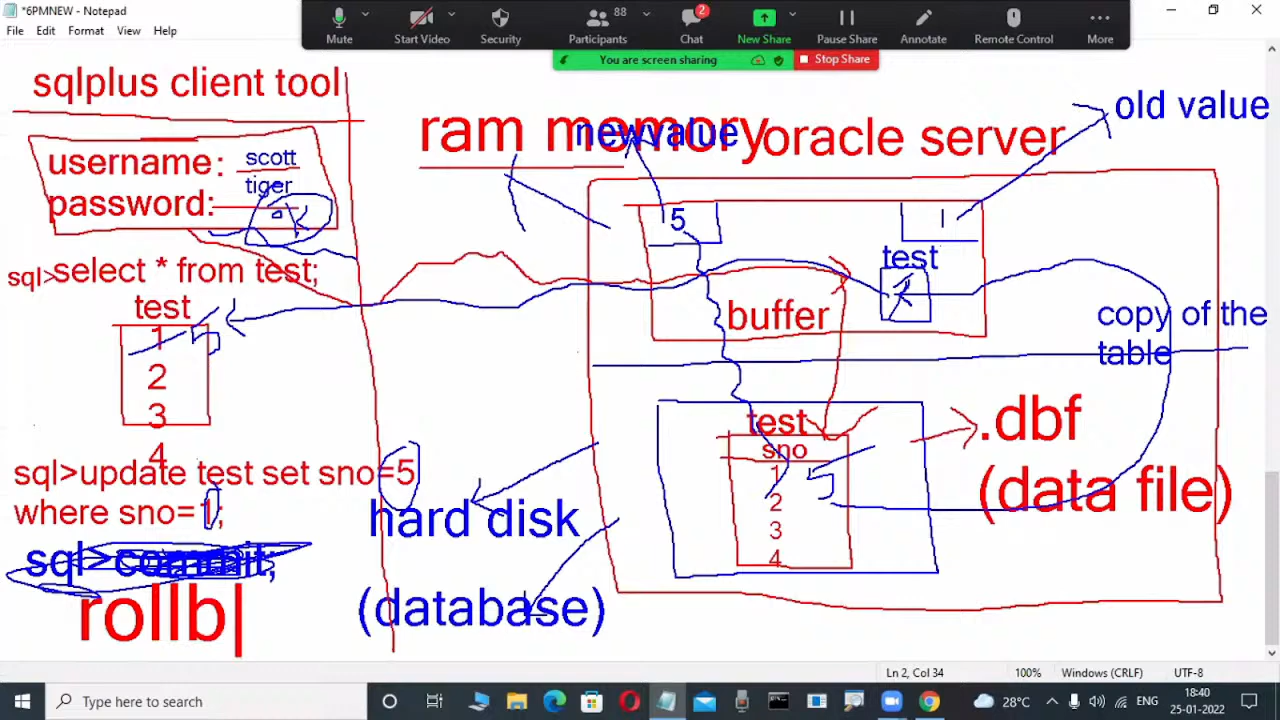 *6PMNEW - Notepad
File Edit Format View Help
Mute
Start Video
Security
88
Participants
2
Chat
New Share
Pause Share
Annotate
Remote Control
More
You are screen sharing
Stop Share
sqlplus client tool
username:
scott
tiger
password:
sql>select * from test;
test
1 5
2
3
4
sql>update test set sno=5
where sno=1;
sql>commit;
rollb
ram memory
newvalue
oracle server
old value
5
1
test
buffer
copy of the
table
test
sno
1 5
2
3
4
.dbf
(data file)
hard disk
(database)
Ln 2, Col 34
100%
Windows (CRLF)
UTF-8
Type here to search
28°C
ENG
18:40
25-01-2022